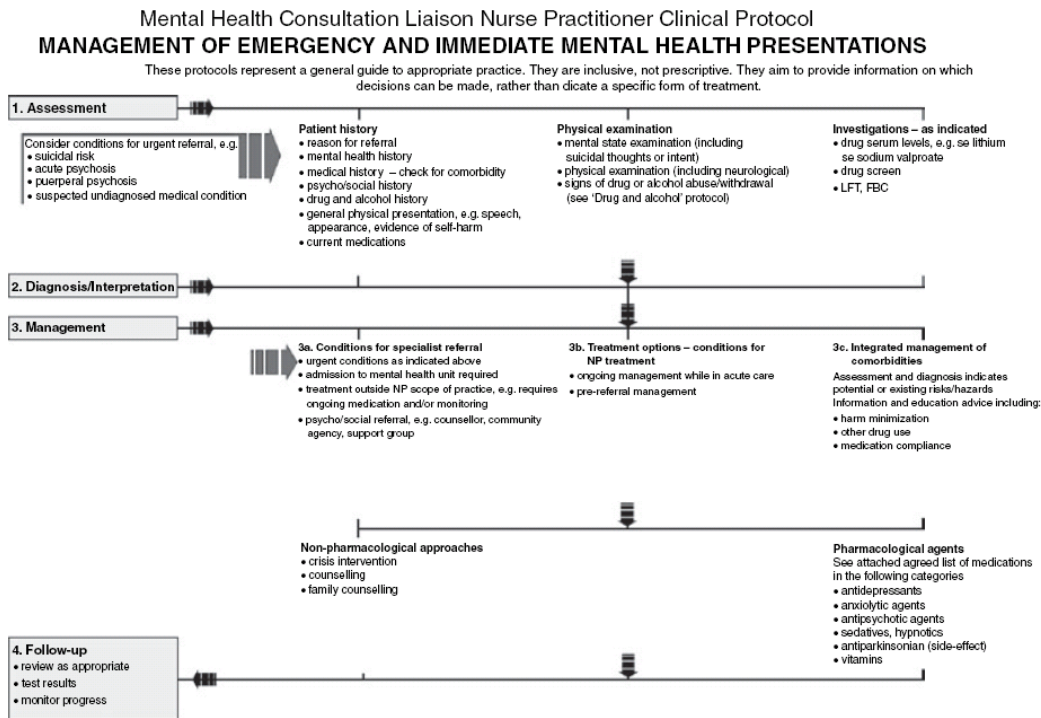 Mental Health Consultation Liaison Nurse Practitioner Clinical Protocol
MANAGEMENT OF EMERGENCY AND IMMEDIATE MENTAL HEALTH PRESENTATIONS
These protocols represent a general guide to appropriate practice. They are inclusive, not prescriptive. They aim to provide information on which
decisions can be made, rather than dicate a specific form of treatment.
1. Assessment
Consider conditions for urgent referral, e.g.
• suicidal risk
• acute psychosis
• puerperal psychosis
• suspected undiagnosed medical condition
Patient history
• reason for referral
• mental health history
• medical history – check for comorbidity
• psycho/social history
• drug and alcohol history
• general physical presentation, e.g. speech,
appearance, evidence of self-harm
• current medications
Physical examination
• mental state examination (including
suicidal thoughts or intent)
• physical examination (including neurological)
• signs of drug or alcohol abuse/withdrawal
(see 'Drug and alcohol' protocol)
Investigations – as indicated
• drug serum levels, e.g. se lithium
se sodium valproate
• drug screen
• LFT, FBC
2. Diagnosis/Interpretation
3. Management
3a. Conditions for specialist referral
• urgent conditions as indicated above
• admission to mental health unit required
• treatment outside NP scope of practice, e.g. requires
ongoing medication and/or monitoring
• psycho/social referral, e.g. counsellor, community
agency, support group
3b. Treatment options – conditions for
NP treatment
• ongoing management while in acute care
• pre-referral management
3c. Integrated management of
comorbidities
Assessment and diagnosis indicates
potential or existing risks/hazards
Information and education advice including:
• harm minimization
• other drug use
• medication compliance
Non-pharmacological approaches
• crisis intervention
• counselling
• family counselling
Pharmacological agents
See attached agreed list of medications
in the following categories
• antidepressants
• anxiolytic agents
• antipsychotic agents
• sedatives, hypnotics
• antiparkinsonian (side-effect)
• vitamins
4. Follow-up
• review as appropriate
• test results
• monitor progress